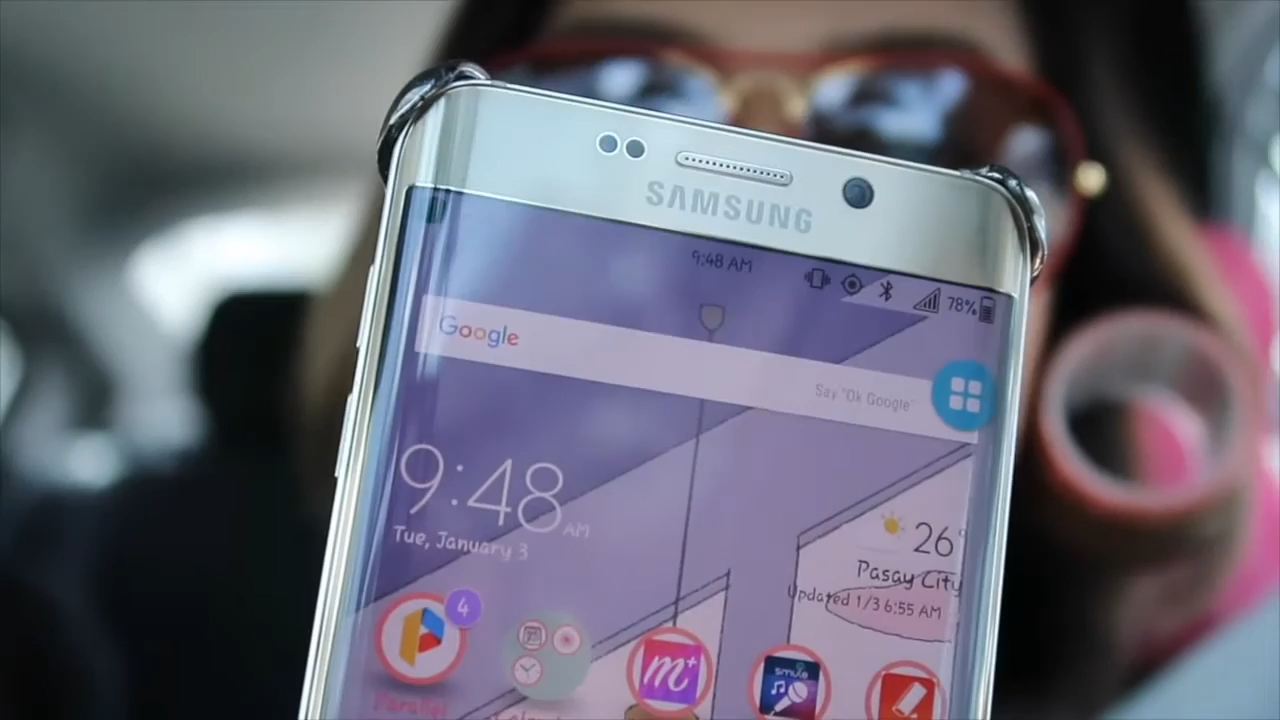 SAMSUNG
9:48 AM
78%
Google
Say "Ok Google"
9:48 AM
Tue, January 3
26°
Pasay City
Updated 1/3 6:55 AM
4
m+
smule
Parallel